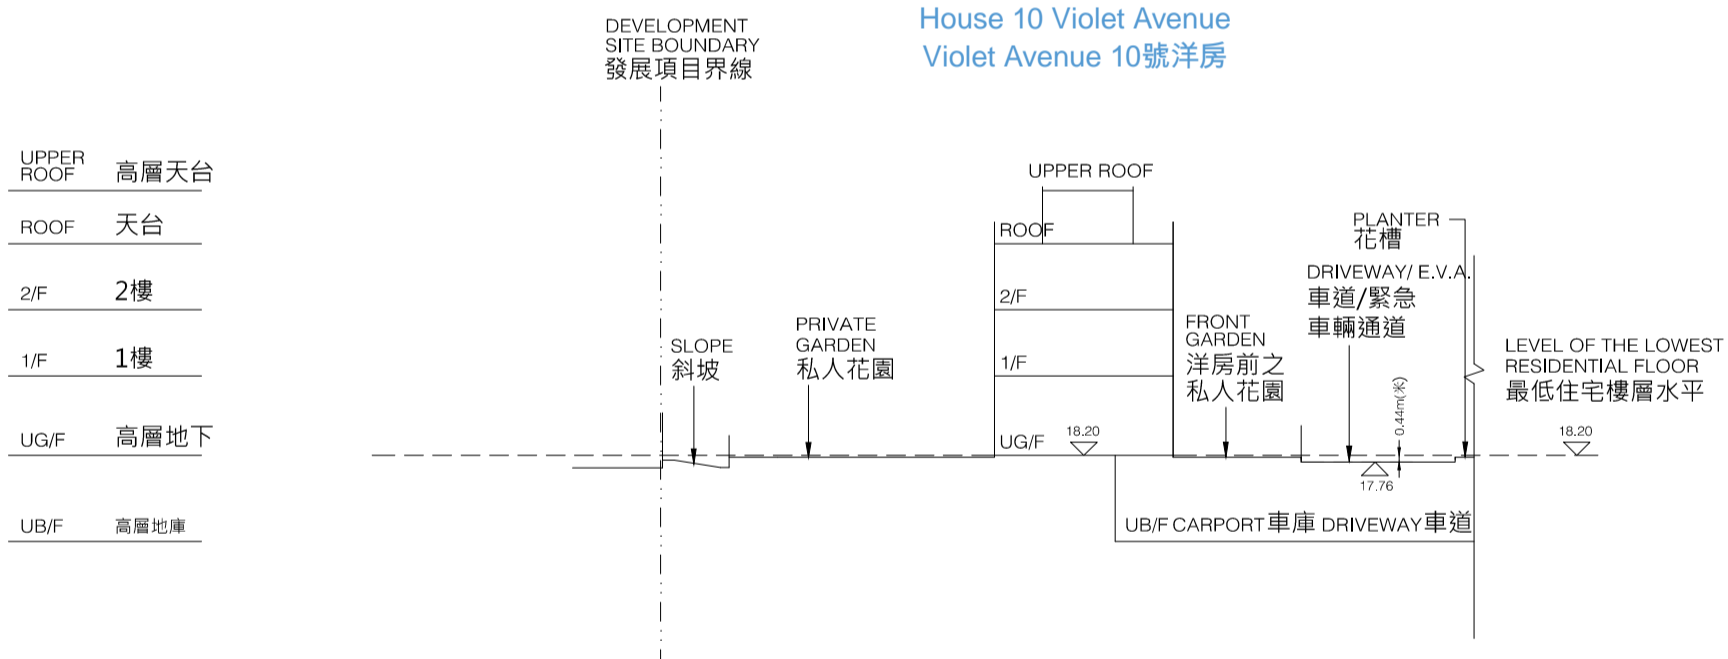 House 10 Violet Avenue
Violet Avenue 10號洋房
DEVELOPMENT
SITE BOUNDARY
發展項目界線
UPPER
ROOF 高層天台
ROOF 天台
2/F 2樓
1/F 1樓
UG/F 高層地下
UB/F 高層地庫
SLOPE
斜坡
PRIVATE
GARDEN
私人花園
UPPER ROOF
ROOF
2/F
1/F
UG/F
18.20
FRONT
GARDEN
洋房前之
私人花園
PLANTER
花槽
DRIVEWAY/ E.V.A.
車道/緊急
車輛通道
0.44m(米)
17.76
UB/F CARPORT 車庫 DRIVEWAY 車道
LEVEL OF THE LOWEST
RESIDENTIAL FLOOR
最低住宅樓層水平
18.20